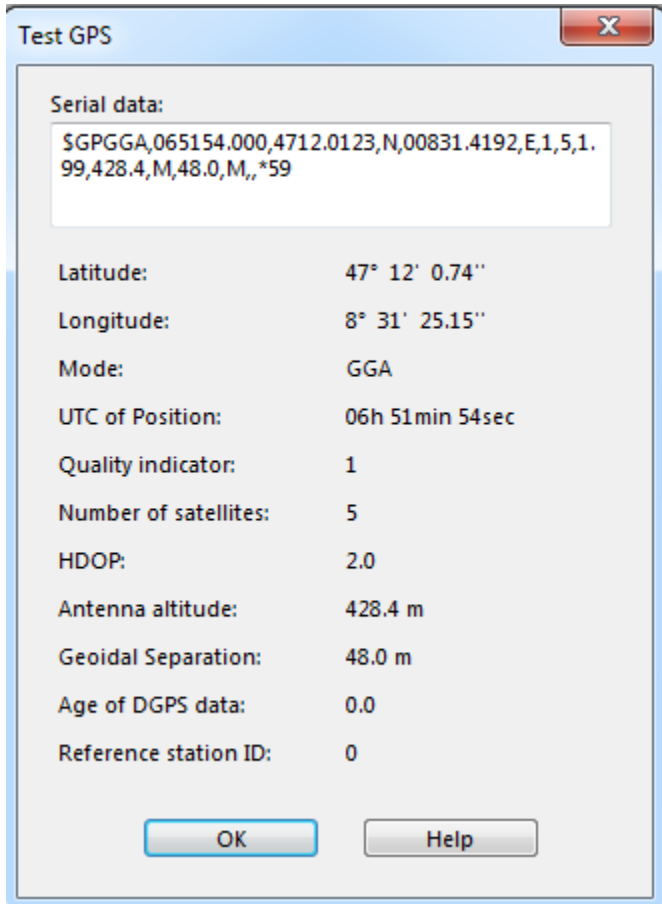 Test GPS
Serial data:
$GPGGA,065154.000,4712.0123,N,00831.4192,E,1,5,1.
99,428.4,M,48.0,M,,*59
Latitude: 47° 12' 0.74''
Longitude: 8° 31' 25.15''
Mode: GGA
UTC of Position: 06h 51min 54sec
Quality indicator: 1
Number of satellites: 5
HDOP: 2.0
Antenna altitude: 428.4 m
Geoidal Separation: 48.0 m
Age of DGPS data: 0.0
Reference station ID: 0
OK Help